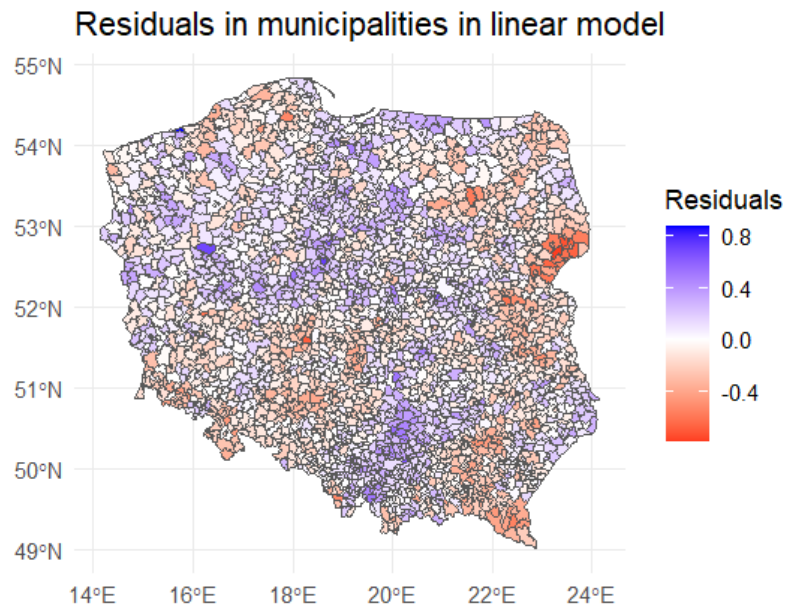 Residuals in municipalities in linear model
55°N
54°N
53°N
52°N
51°N
50°N
49°N
14°E 16°E 18°E 20°E 22°E 24°E
Residuals
0.8
0.4
0.0
-0.4